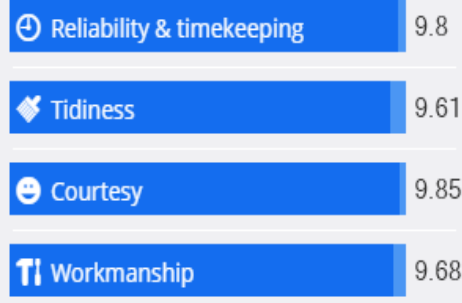 Reliability & timekeeping 9.8
Tidiness 9.61
Courtesy 9.85
Workmanship 9.68